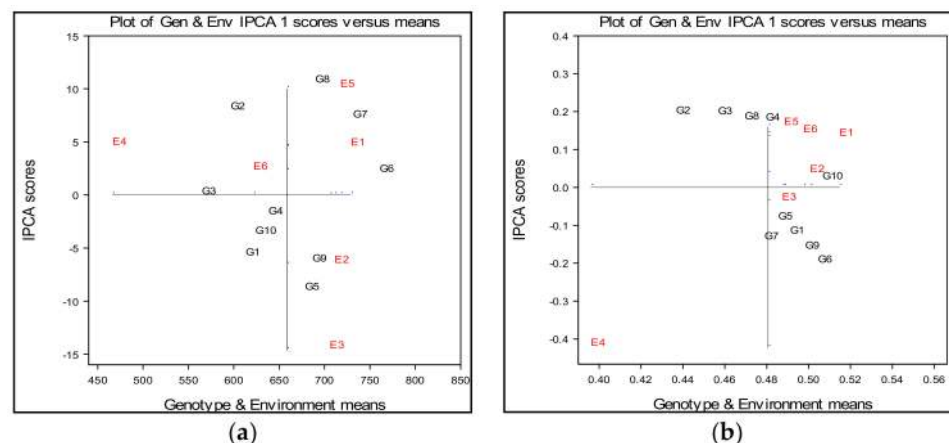 Plot of Gen & Env IPCA 1 scores versus means
15
10
5
0
-5
-10
-15
IPCA scores
G8
E5
G2
G7
E4
E1
E6
G6
G3
G4
G10
G1
G9
E2
G5
E3
450 500 550 600 650 700 750 800 850
Genotype & Environment means
(a)
Plot of Gen & Env IPCA 1 scores versus means
0.4
0.3
0.2
0.1
0.0
-0.1
-0.2
-0.3
-0.4
IPCA scores
G2
G3
G8
G4
E5
E6
E1
E2
G10
E3
G5
G1
G7
G9
G6
E4
0.40 0.42 0.44 0.46 0.48 0.50 0.52 0.54 0.56
Genotype & Environment means
(b)